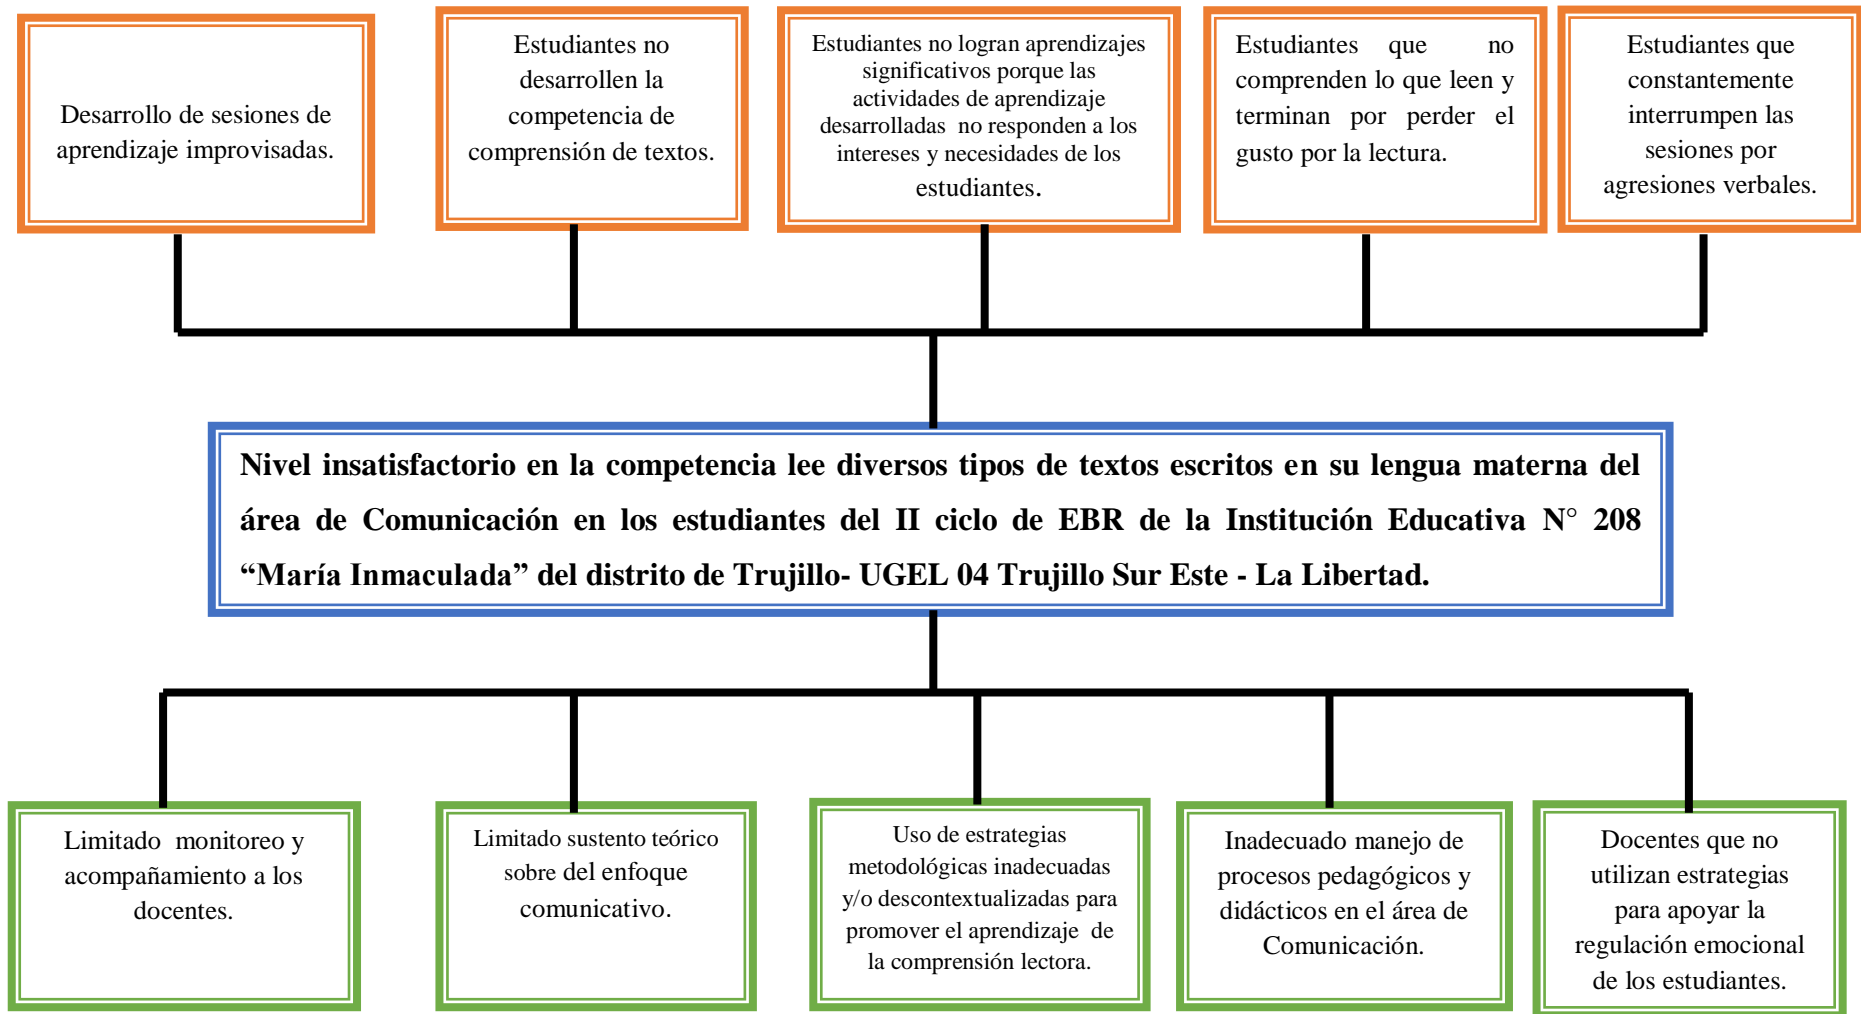 Desarrollo de sesiones de
aprendizaje improvisadas.
Estudiantes no
desarrollen la
competencia de
comprensión de textos.
Estudiantes no logran aprendizajes
significativos porque las
actividades de aprendizaje
desarrolladas no responden a los
intereses y necesidades de los
estudiantes.
Estudiantes que no
comprenden lo que leen y
terminan por perder el
gusto por la lectura.
Estudiantes que
constantemente
interrumpen las
sesiones por
agresiones verbales.
Nivel insatisfactorio en la competencia lee diversos tipos de textos escritos en su lengua materna del
área de Comunicación en los estudiantes del II ciclo de EBR de la Institución Educativa N° 208
“María Inmaculada” del distrito de Trujillo- UGEL 04 Trujillo Sur Este - La Libertad.
Limitado monitoreo y
acompañamiento a los
docentes.
Limitado sustento teórico
sobre del enfoque
comunicativo.
Uso de estrategias
metodológicas inadecuadas
y/o descontextualizadas para
promover el aprendizaje de
la comprensión lectora.
Inadecuado manejo de
procesos pedagógicos y
didácticos en el área de
Comunicación.
Docentes que no
utilizan estrategias
para apoyar la
regulación emocional
de los estudiantes.